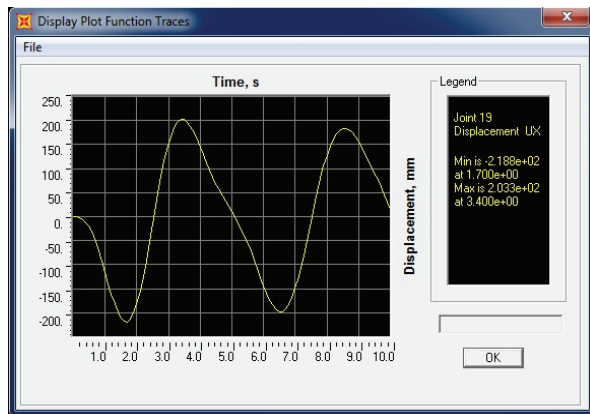 Display Plot Function Traces
X
File
Time, s
250.
200.
150.
100.
50.
0.
-50.
-100.
-150.
-200.
1.0 2.0 3.0 4.0 5.0 6.0 7.0 8.0 9.0 10.0
Displacement, mm
Legend
Joint 19
Displacement UX
Min is -2.188e+02
at 1.700e+00
Max is 2.033e+02
at 3.400e+00
OK